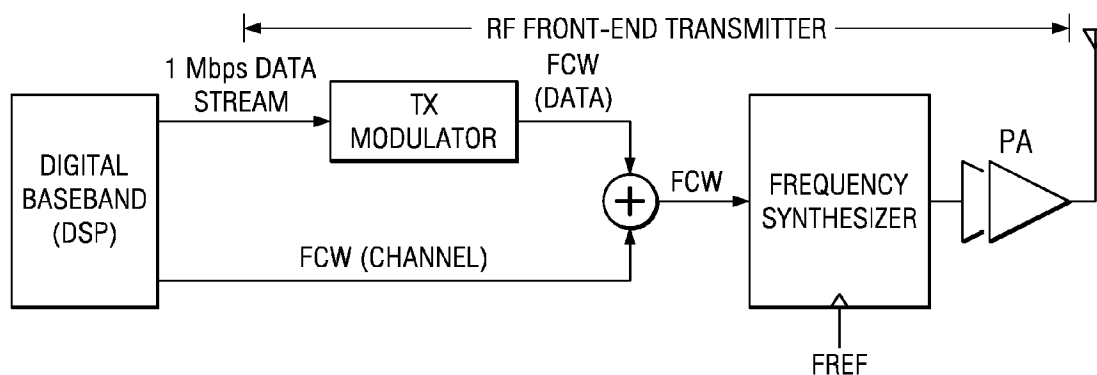 RF FRONT-END TRANSMITTER
1 Mbps DATA
STREAM
FCW
(DATA)
TX
MODULATOR
DIGITAL
BASEBAND
(DSP)
+
FCW
FREQUENCY
SYNTHESIZER
PA
FCW (CHANNEL)
FREF